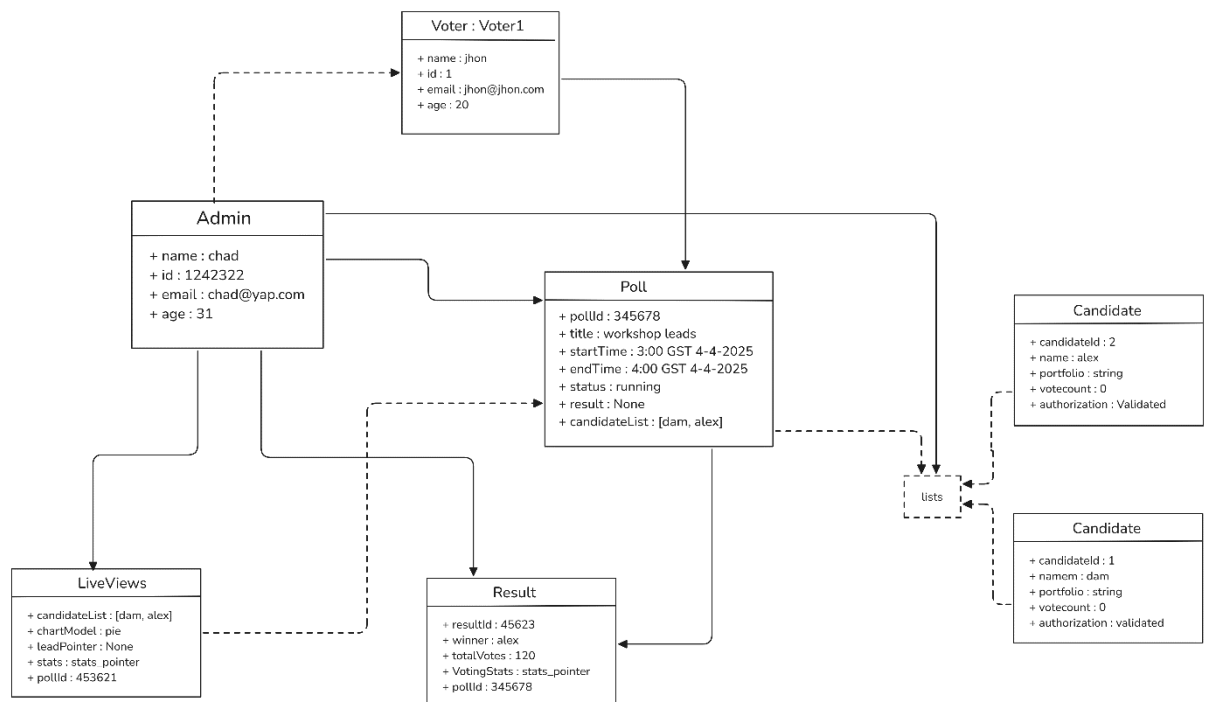 Voter : Voter1
+ name : jhon
+ id : 1
+ email : jhon@jhon.com
+ age : 20
Admin
+ name : chad
+ id : 1242322
+ email : chad@yap.com
+ age : 31
Poll
+ pollId : 345678
+ title : workshop leads
+ startTime : 3:00 GST 4-4-2025
+ endTime : 4:00 GST 4-4-2025
+ status : running
+ result : None
+ candidateList : [dam, alex]
Candidate
+ candidateId : 2
+ name : alex
+ portfolio : string
+ votecount : 0
+ authorization : Validated
lists
Candidate
+ candidateId : 1
+ namem : dam
+ portfolio : string
+ votecount : 0
+ authorization : validated
LiveViews
+ candidateList : [dam, alex]
+ chartModel : pie
+ leadPointer : None
+ stats : stats_pointer
+ pollId : 453621
Result
+ resultId : 45623
+ winner : alex
+ totalVotes : 120
+ VotingStats : stats_pointer
+ pollId : 345678